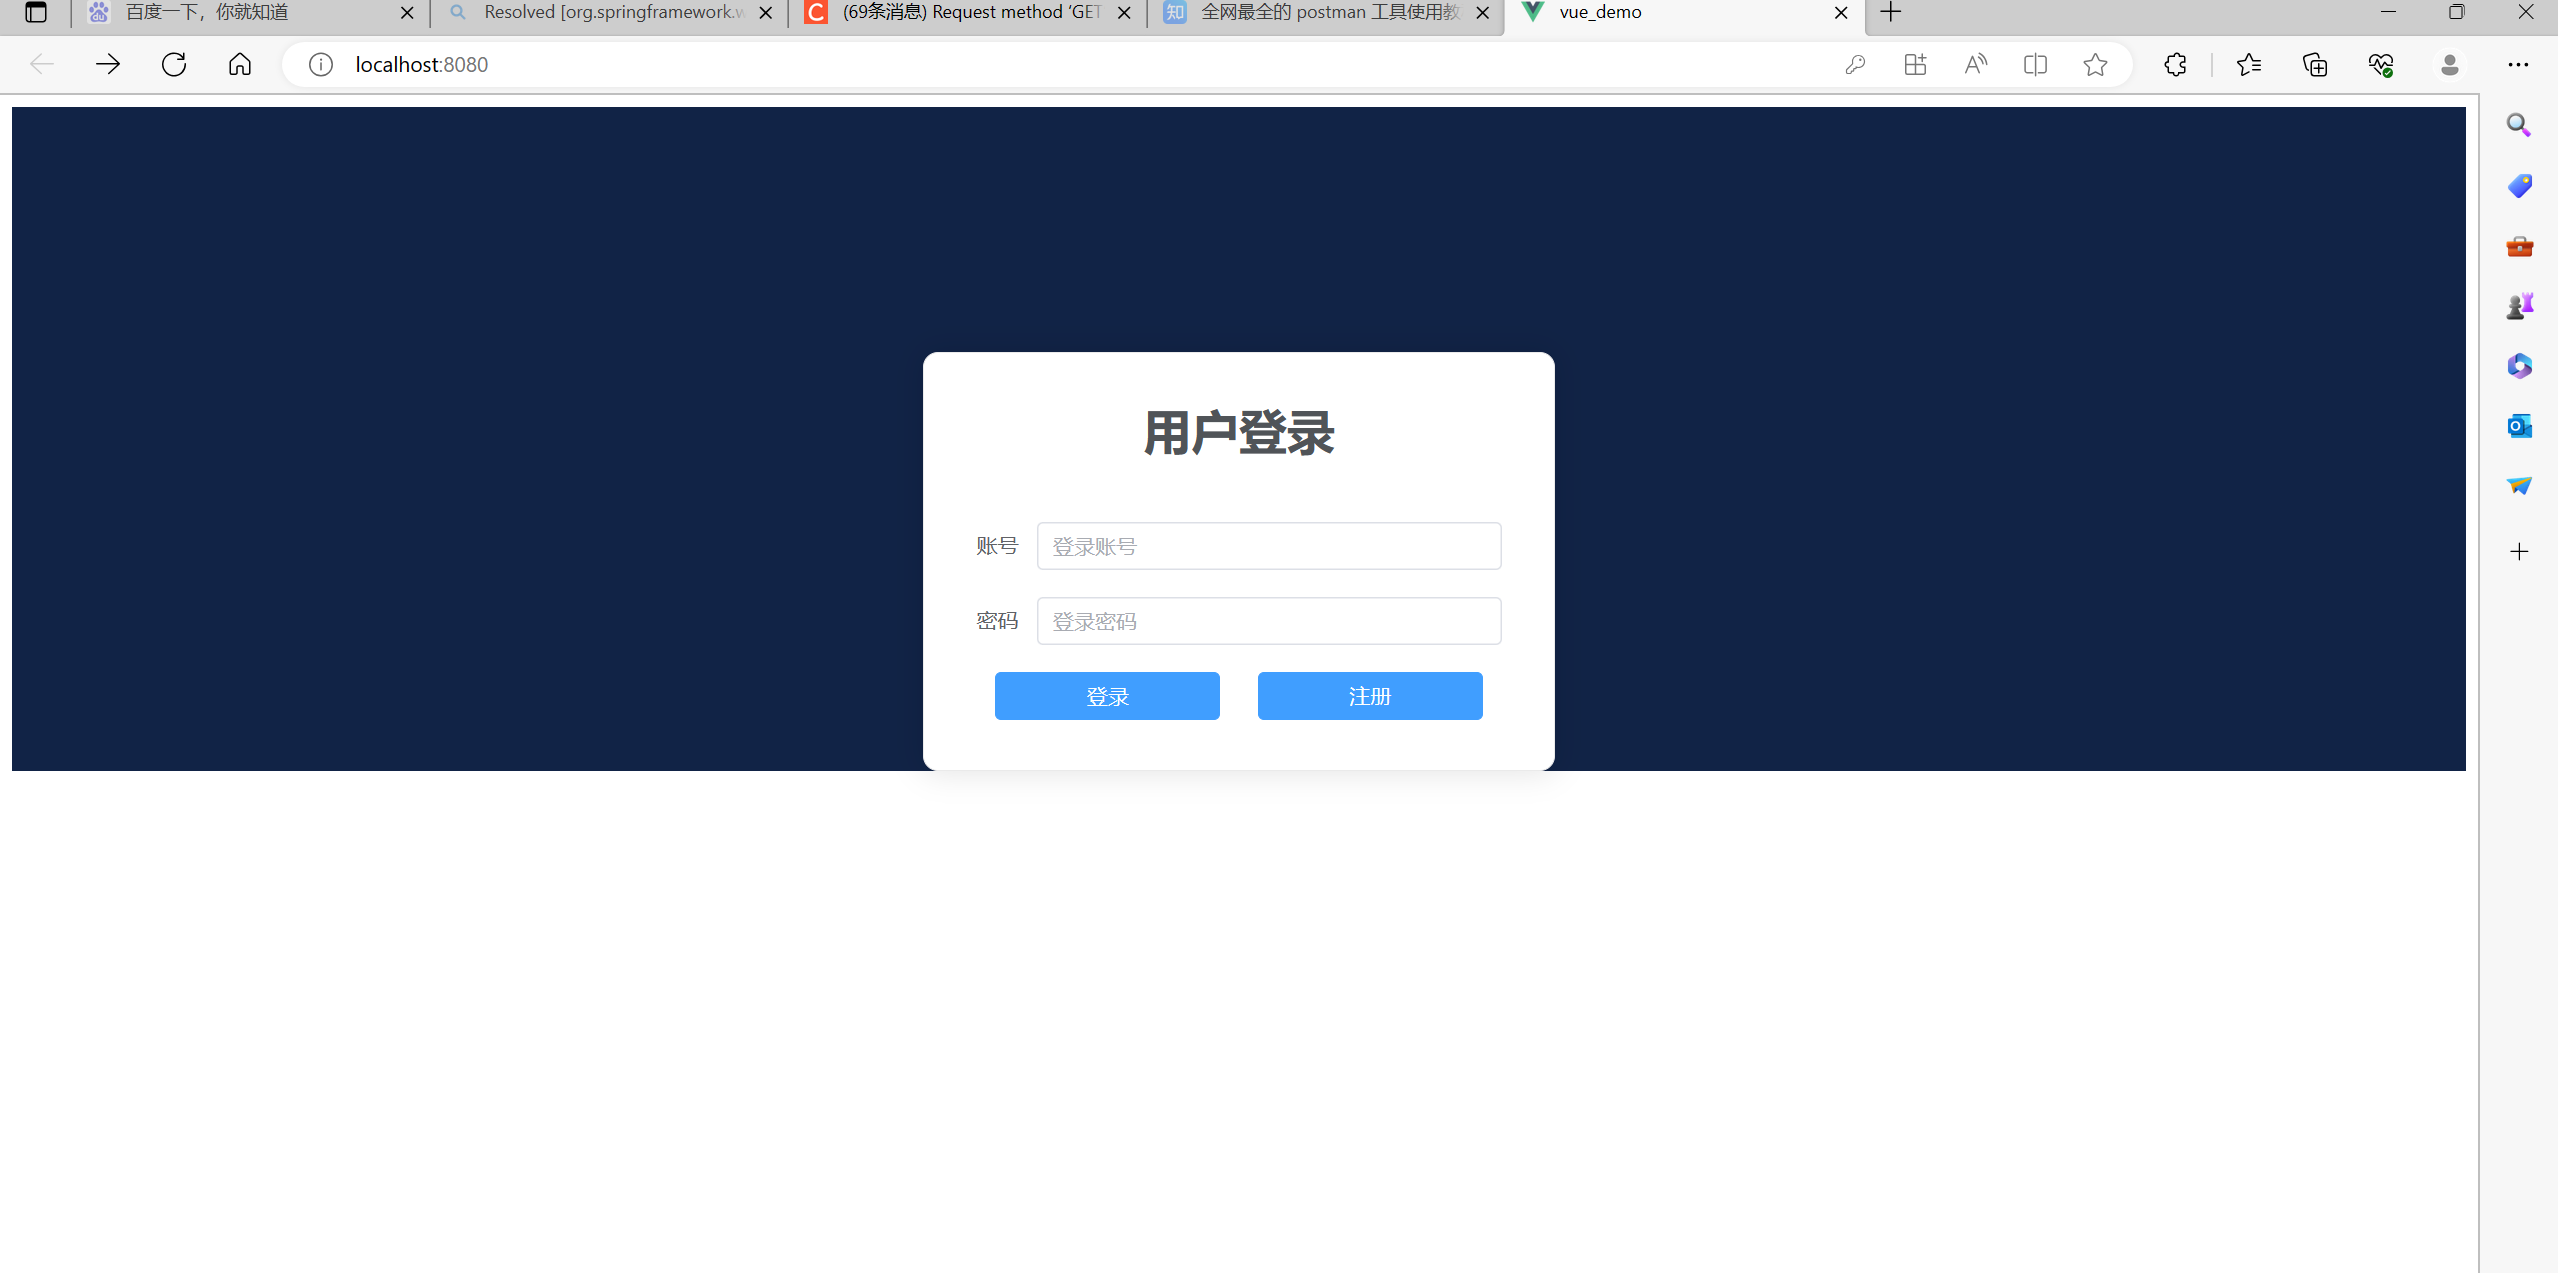 百度一下，你就知道
Resolved [org.springframework.w
(69条消息) Request method ‘GET
全网最全的 postman 工具使用教
vue_demo
localhost:8080
用户登录
账号 登录账号
密码 登录密码
登录 注册